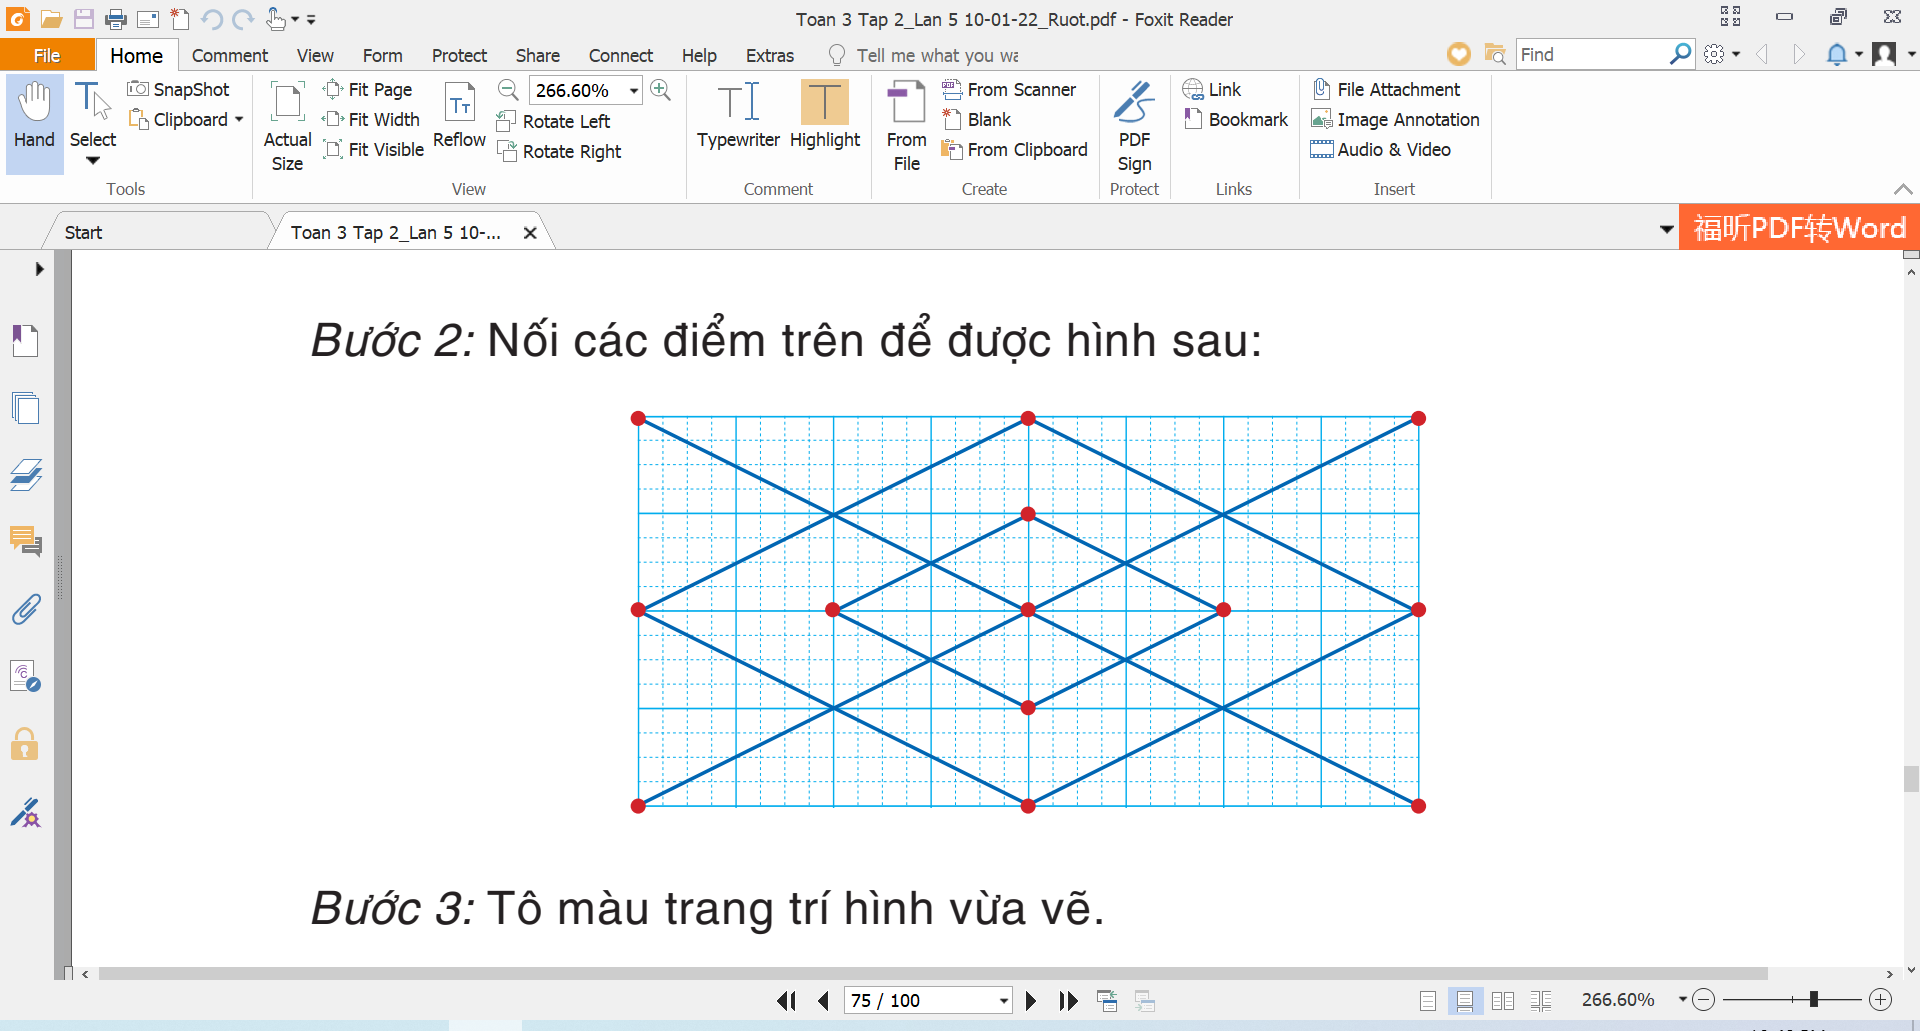 Toan 3 Tap 2_Lan 5 10-01-22_Ruot.pdf - Foxit Reader
File Home Comment View Form Protect Share Connect Help Extras Tell me what you wa Find
Hand
Select
Tools
SnapShot
Clipboard
Actual Size
Fit Page
Fit Width
Fit Visible
Reflow
266.60%
Rotate Left
Rotate Right
View
Typewriter
Highlight
Comment
From File
From Scanner
Blank
From Clipboard
Create
PDF Sign
Protect
Link
Bookmark
Links
File Attachment
Image Annotation
Audio & Video
Insert
Start
Toan 3 Tap 2_Lan 5 10-...
福昕PDF转Word
Bước 2: Nối các điểm trên để được hình sau:
Bước 3: Tô màu trang trí hình vừa vẽ.
75 / 100
266.60%